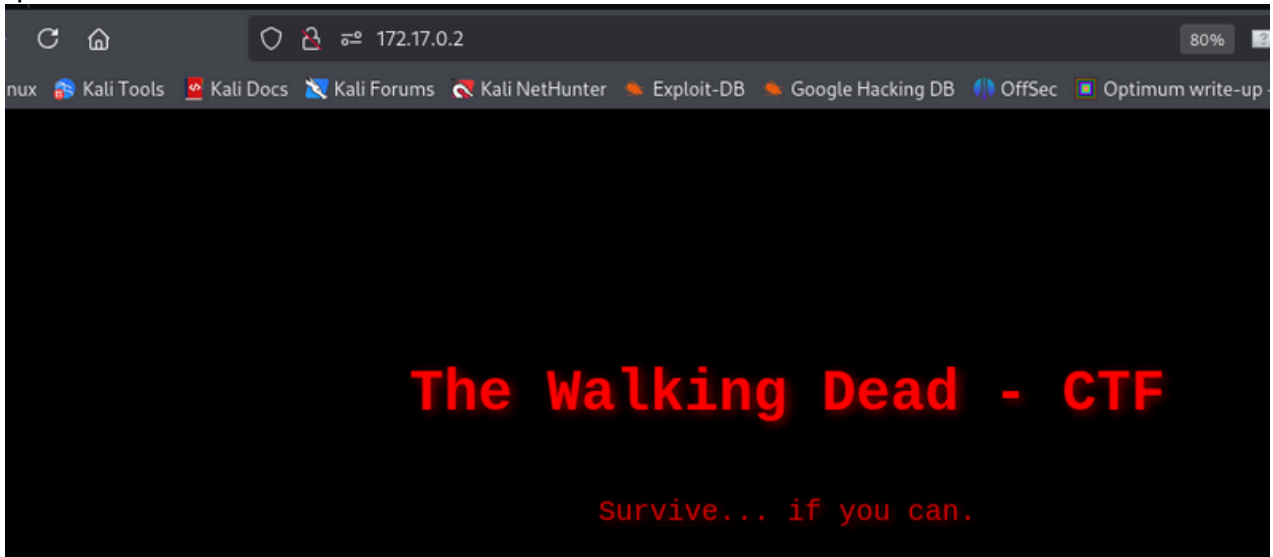 172.17.0.2 80%
nux Kali Tools Kali Docs Kali Forums Kali NetHunter Exploit-DB Google Hacking DB OffSec Optimum write-up -
The Walking Dead - CTF
Survive... if you can.